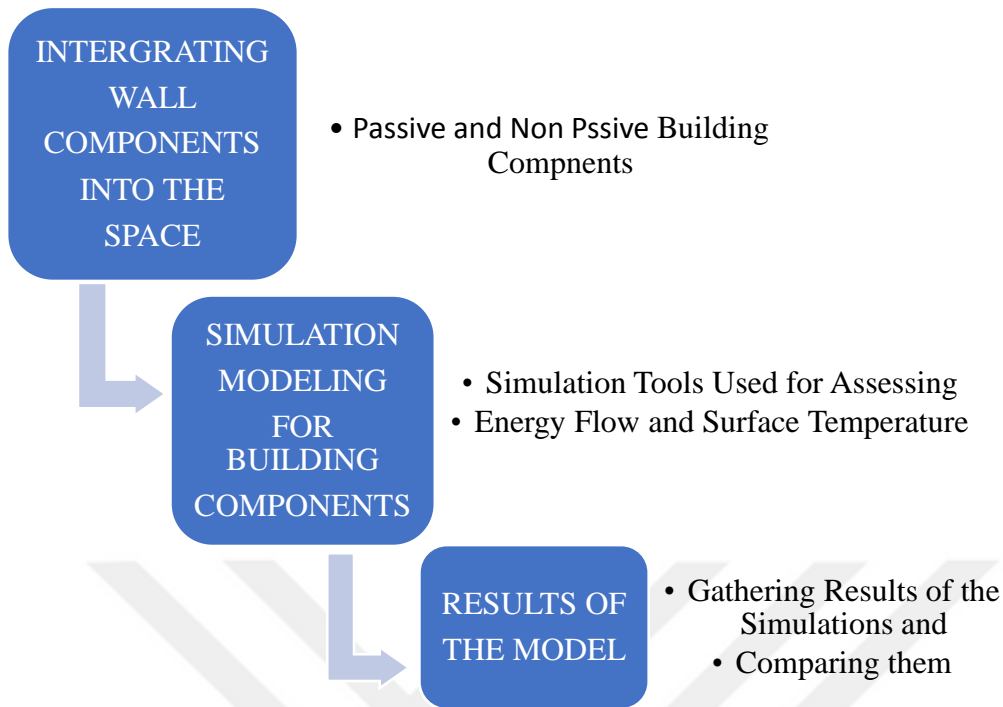 INTERGRATING
WALL
COMPONENTS
INTO THE
SPACE
• Passive and Non Pssive Building
Compnents
SIMULATION
MODELING
FOR
BUILDING
COMPONENTS
• Simulation Tools Used for Assessing
• Energy Flow and Surface Temperature
RESULTS OF
THE MODEL
• Gathering Results of the
Simulations and
• Comparing them